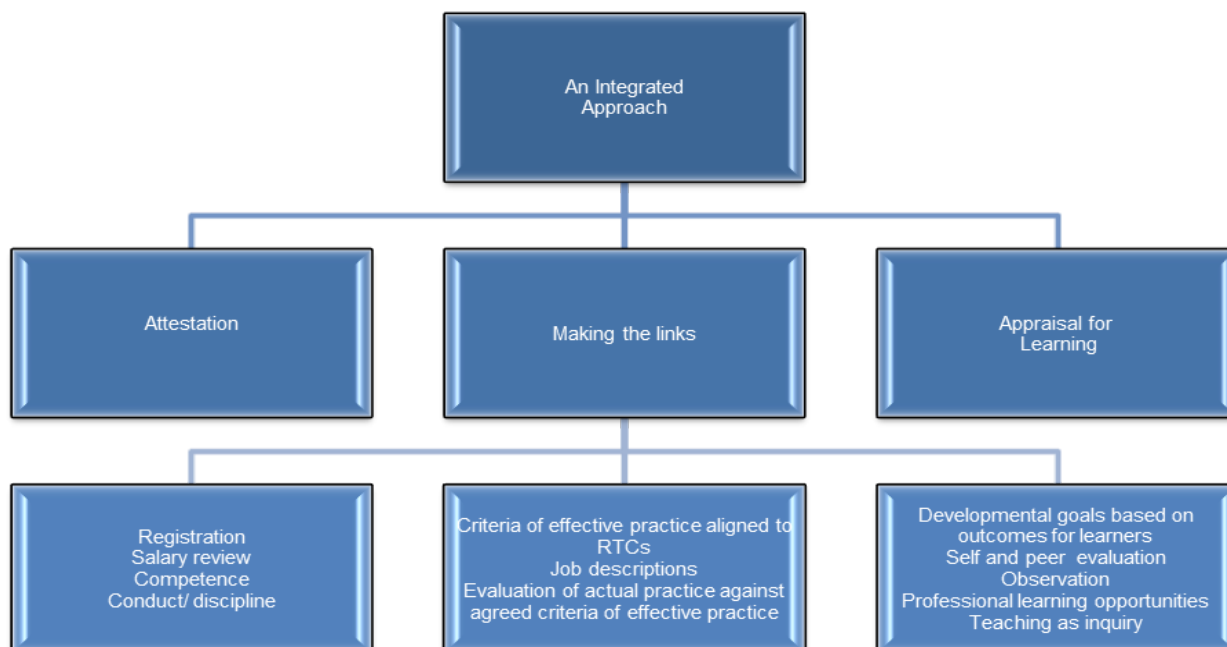 An Integrated
Approach
Attestation
Making the links
Appraisal for
Learning
Registration
Salary review
Competence
Conduct/ discipline
Criteria of effective practice aligned to
RTCs
Job descriptions
Evaluation of actual practice against
agreed criteria of effective practice
Developmental goals based on
outcomes for learners
Self and peer evaluation
Observation
Professional learning opportunities
Teaching as inquiry